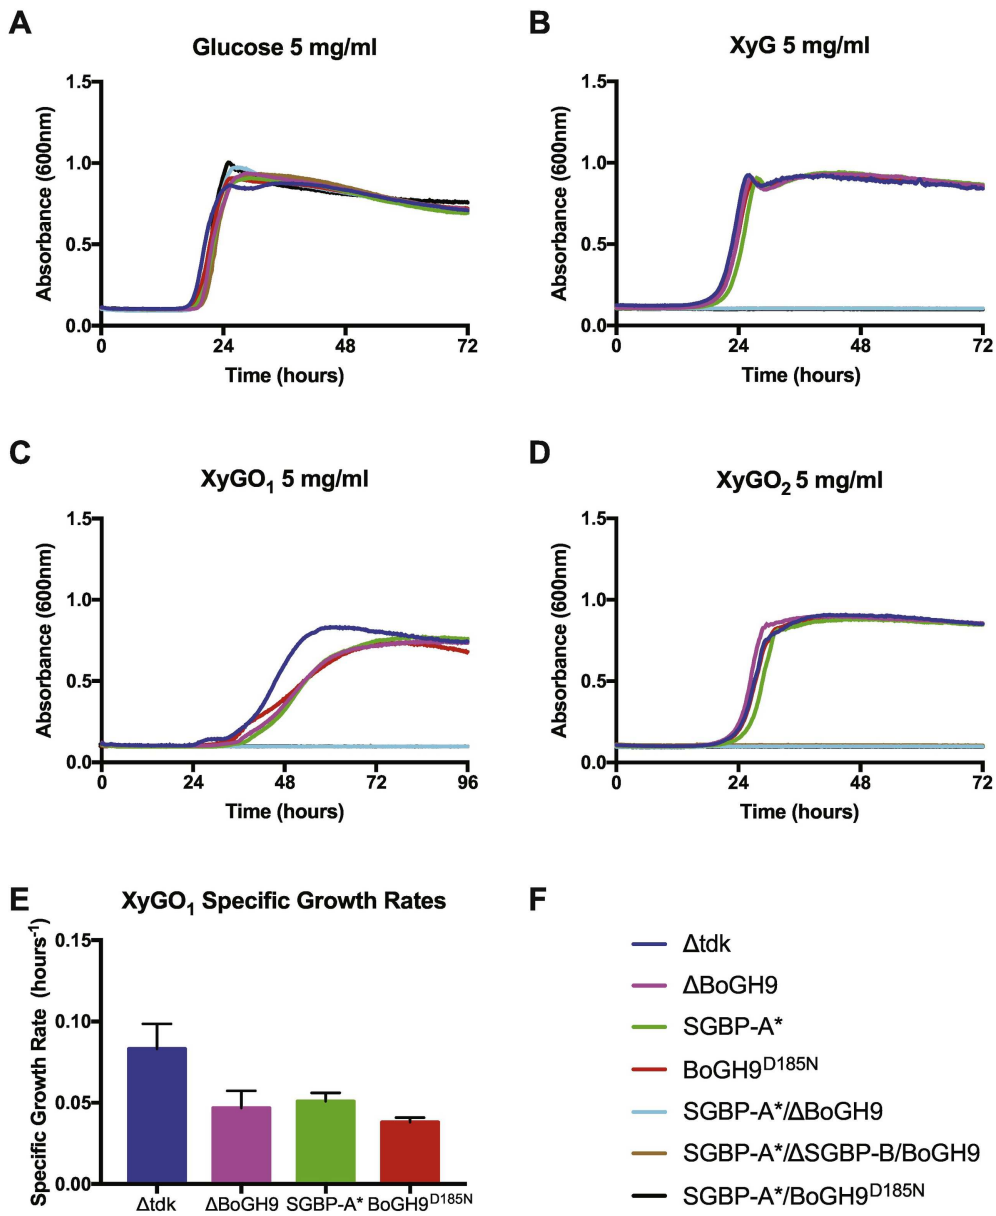 A
Glucose 5 mg/ml
Absorbance (600nm)
1.5
1.0
0.5
0.0
0 24 48 72
Time (hours)
B
XyG 5 mg/ml
Absorbance (600nm)
1.5
1.0
0.5
0.0
0 24 48 72
Time (hours)
C
XyGO1 5 mg/ml
Absorbance (600nm)
1.5
1.0
0.5
0.0
0 24 48 72 96
Time (hours)
D
XyGO2 5 mg/ml
Absorbance (600nm)
1.5
1.0
0.5
0.0
0 24 48 72
Time (hours)
E
XyGO1 Specific Growth Rates
Specific Growth Rate (hours-1)
0.15
0.10
0.05
0.00
Δtdk ΔBoGH9 SGBP-A* BoGH9D185N
F
Δtdk
ΔBoGH9
SGBP-A*
BoGH9D185N
SGBP-A*/ΔBoGH9
SGBP-A*/ΔSGBP-B/BoGH9
SGBP-A*/BoGH9D185N